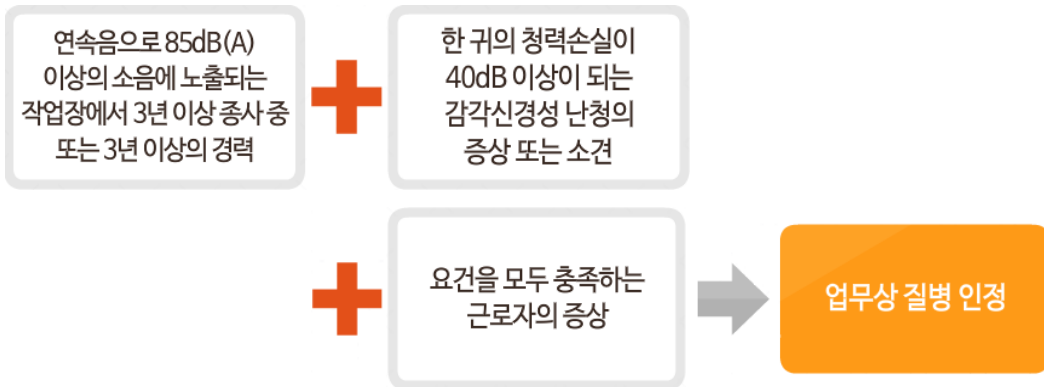 연속음으로 85dB(A)
이상의 소음에 노출되는
작업장에서 3년 이상 종사 중
또는 3년 이상의 경력
한 귀의 청력손실이
40dB 이상이 되는
감각신경성 난청의
증상 또는 소견
요건을 모두 충족하는
근로자의 증상
업무상 질병 인정